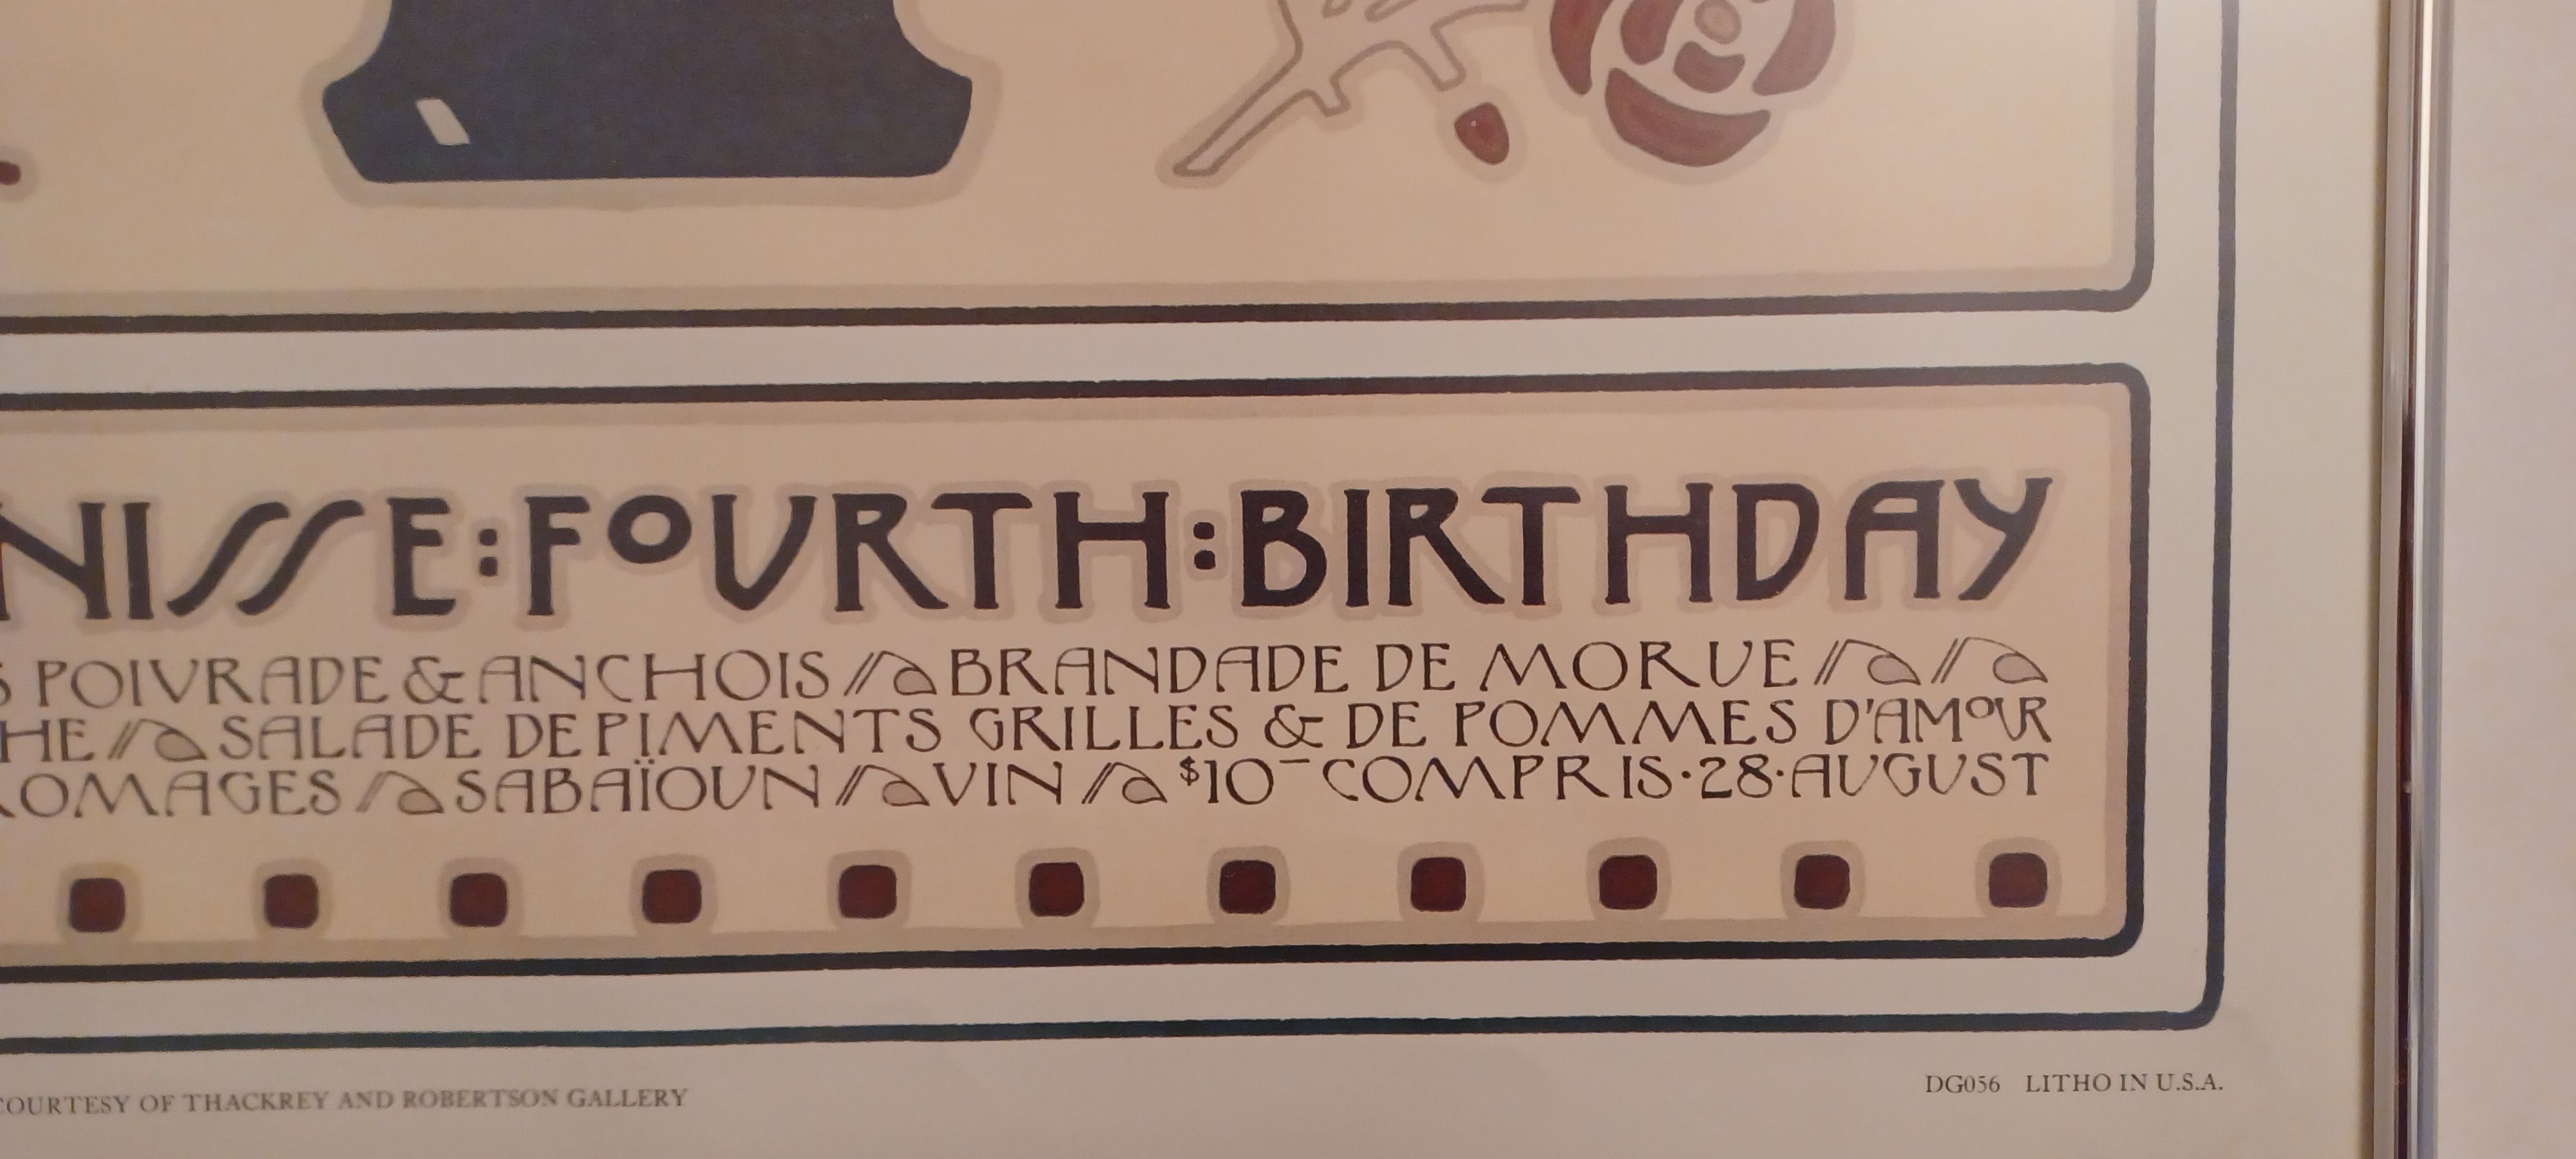 NISSE:FOURTH:BIRTHDAY
S POIVRADE & ANCHOIS // BRANDADE DE MORUE // //
HE // SALADE DE PIMENTS GRILLES & DE POMMES D'AMOUR
ROMAGES // SABAÏOUN // VIN // $10– COMPRIS·28·AUGUST
COURTESY OF THACKREY AND ROBERTSON GALLERY
DG056 LITHO IN U.S.A.